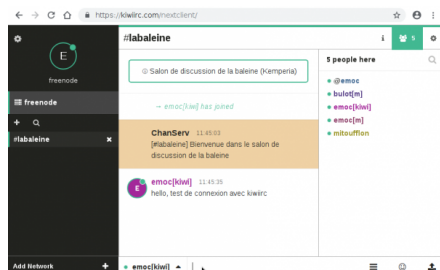 https://kiwiirc.com/nextclient/
E
freenode
freenode
#labaleine
Add Network
#labaleine
5
Salon de discussion de la baleine (Kemperia)
→ emoc[kiwi] has joined
ChanServ 11:45:03
[#labaleine] Bienvenue dans le salon de
discussion de la baleine
E
emoc[kiwi] 11:45:35
hello, test de connexion avec kiwiirc
emoc[kiwi]
5 people here
@emoc
bulot[m]
emoc[kiwi]
emoc[m]
mitoufflon